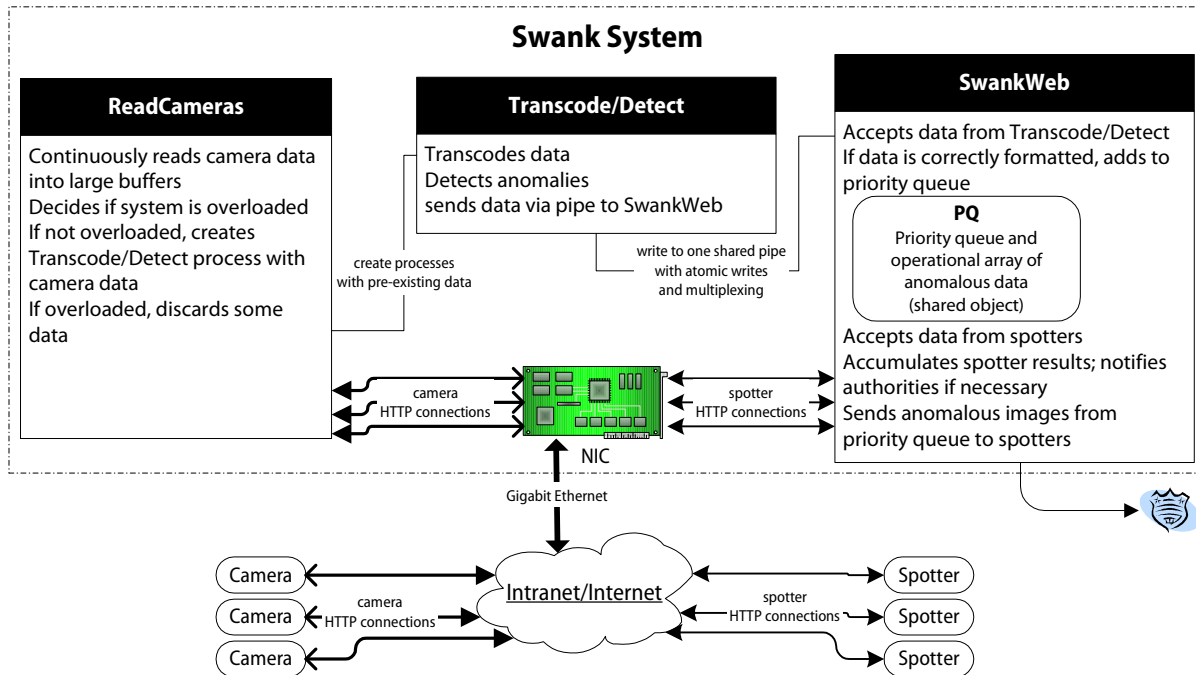 Swank System
ReadCameras
Continuously reads camera data
into large buffers
Decides if system is overloaded
If not overloaded, creates
Transcode/Detect process with
camera data
If overloaded, discards some
data
create processes
with pre-existing data
Transcode/Detect
Transcodes data
Detects anomalies
sends data via pipe to SwankWeb
write to one shared pipe
with atomic writes
and multiplexing
SwankWeb
Accepts data from Transcode/Detect
If data is correctly formatted, adds to
priority queue
PQ
Priority queue and
operational array of
anomalous data
(shared object)
Accepts data from spotters
Accumulates spotter results; notifies
authorities if necessary
Sends anomalous images from
priority queue to spotters
camera
HTTP connections
spotter
HTTP connections
NIC
Gigabit Ethernet
Intranet/Internet
Camera
Camera
Camera
camera
HTTP connections
spotter
HTTP connections
Spotter
Spotter
Spotter